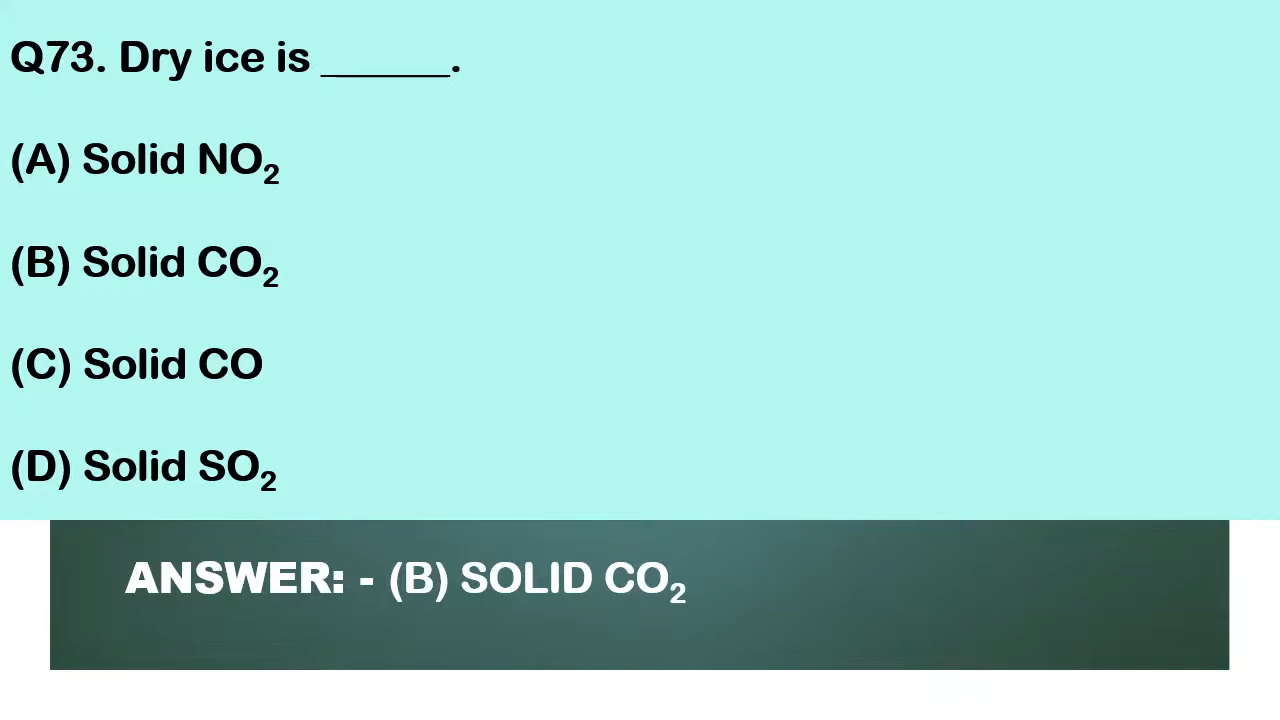 Q73. Dry ice is ______.
(A) Solid NO₂
(B) Solid CO₂
(C) Solid CO
(D) Solid SO₂
ANSWER: - (B) SOLID CO₂